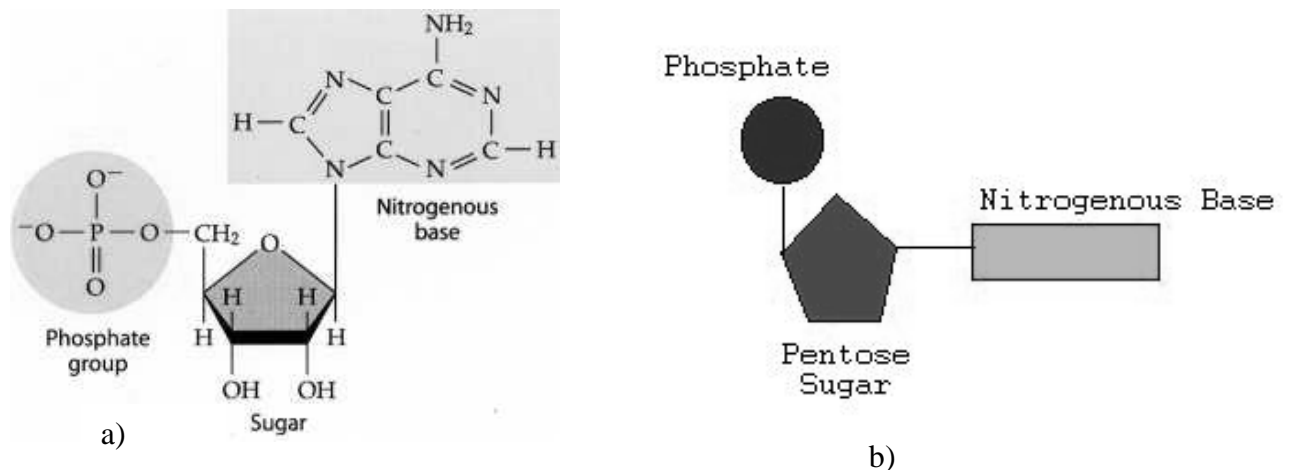 NH₂
N
C
C
N
H
C
C
C
H
N
N
Nitrogenous
base
O⁻
⁻O
P
O
CH₂
O
O
H
H
H
H
OH
OH
Phosphate
group
Sugar
a)
Phosphate
Nitrogenous Base
Pentose
Sugar
b)